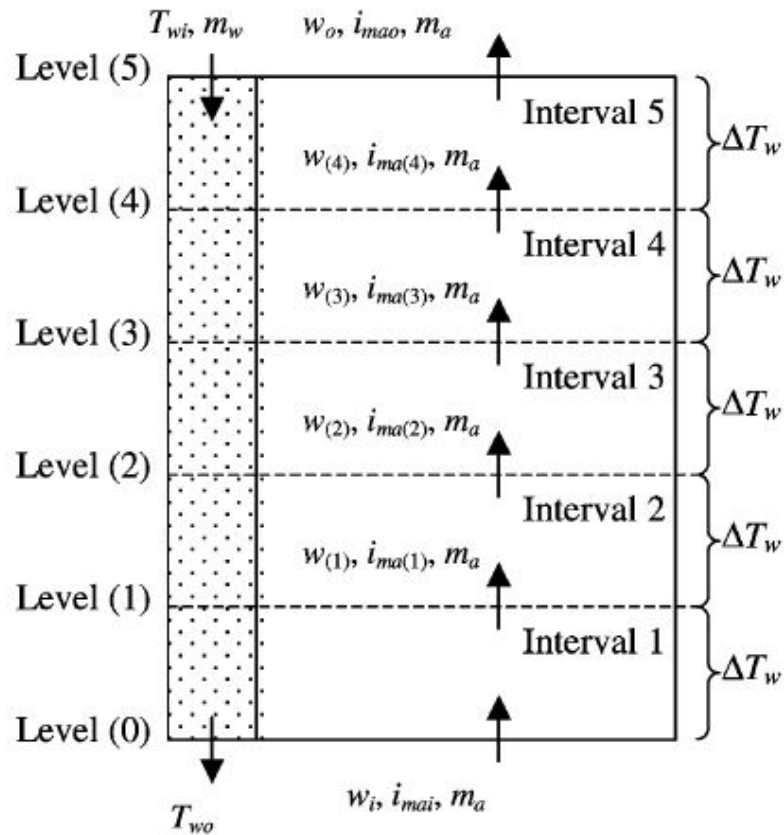 T_wi, m_w w_o, i_mao, m_a
Level (5)
Interval 5
w_(4), i_ma(4), m_a
ΔT_w
Level (4)
Interval 4
w_(3), i_ma(3), m_a
ΔT_w
Level (3)
Interval 3
w_(2), i_ma(2), m_a
ΔT_w
Level (2)
Interval 2
w_(1), i_ma(1), m_a
ΔT_w
Level (1)
Interval 1
ΔT_w
Level (0)
w_i, i_mai, m_a
T_wo